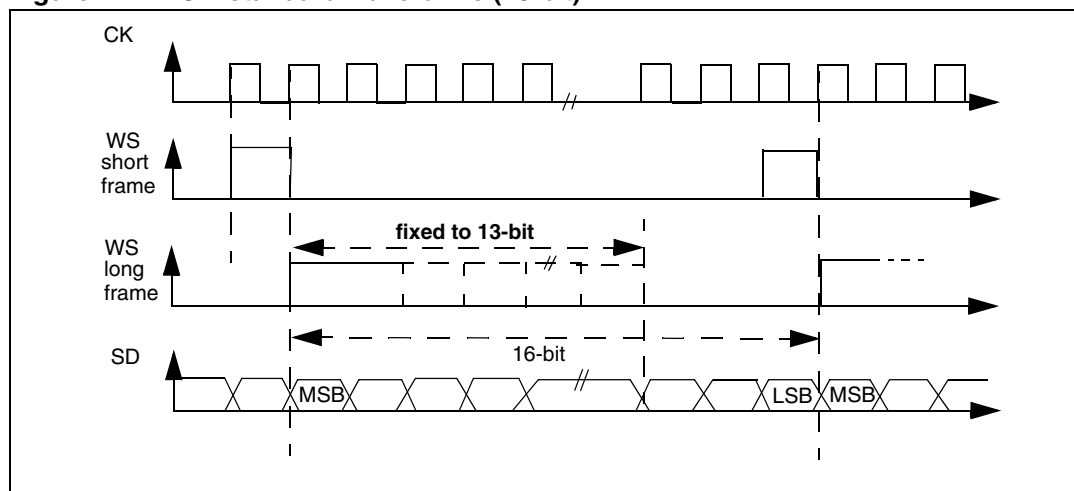 CK
WS
short
frame
fixed to 13-bit
WS
long
frame
16-bit
SD
MSB
LSB
MSB